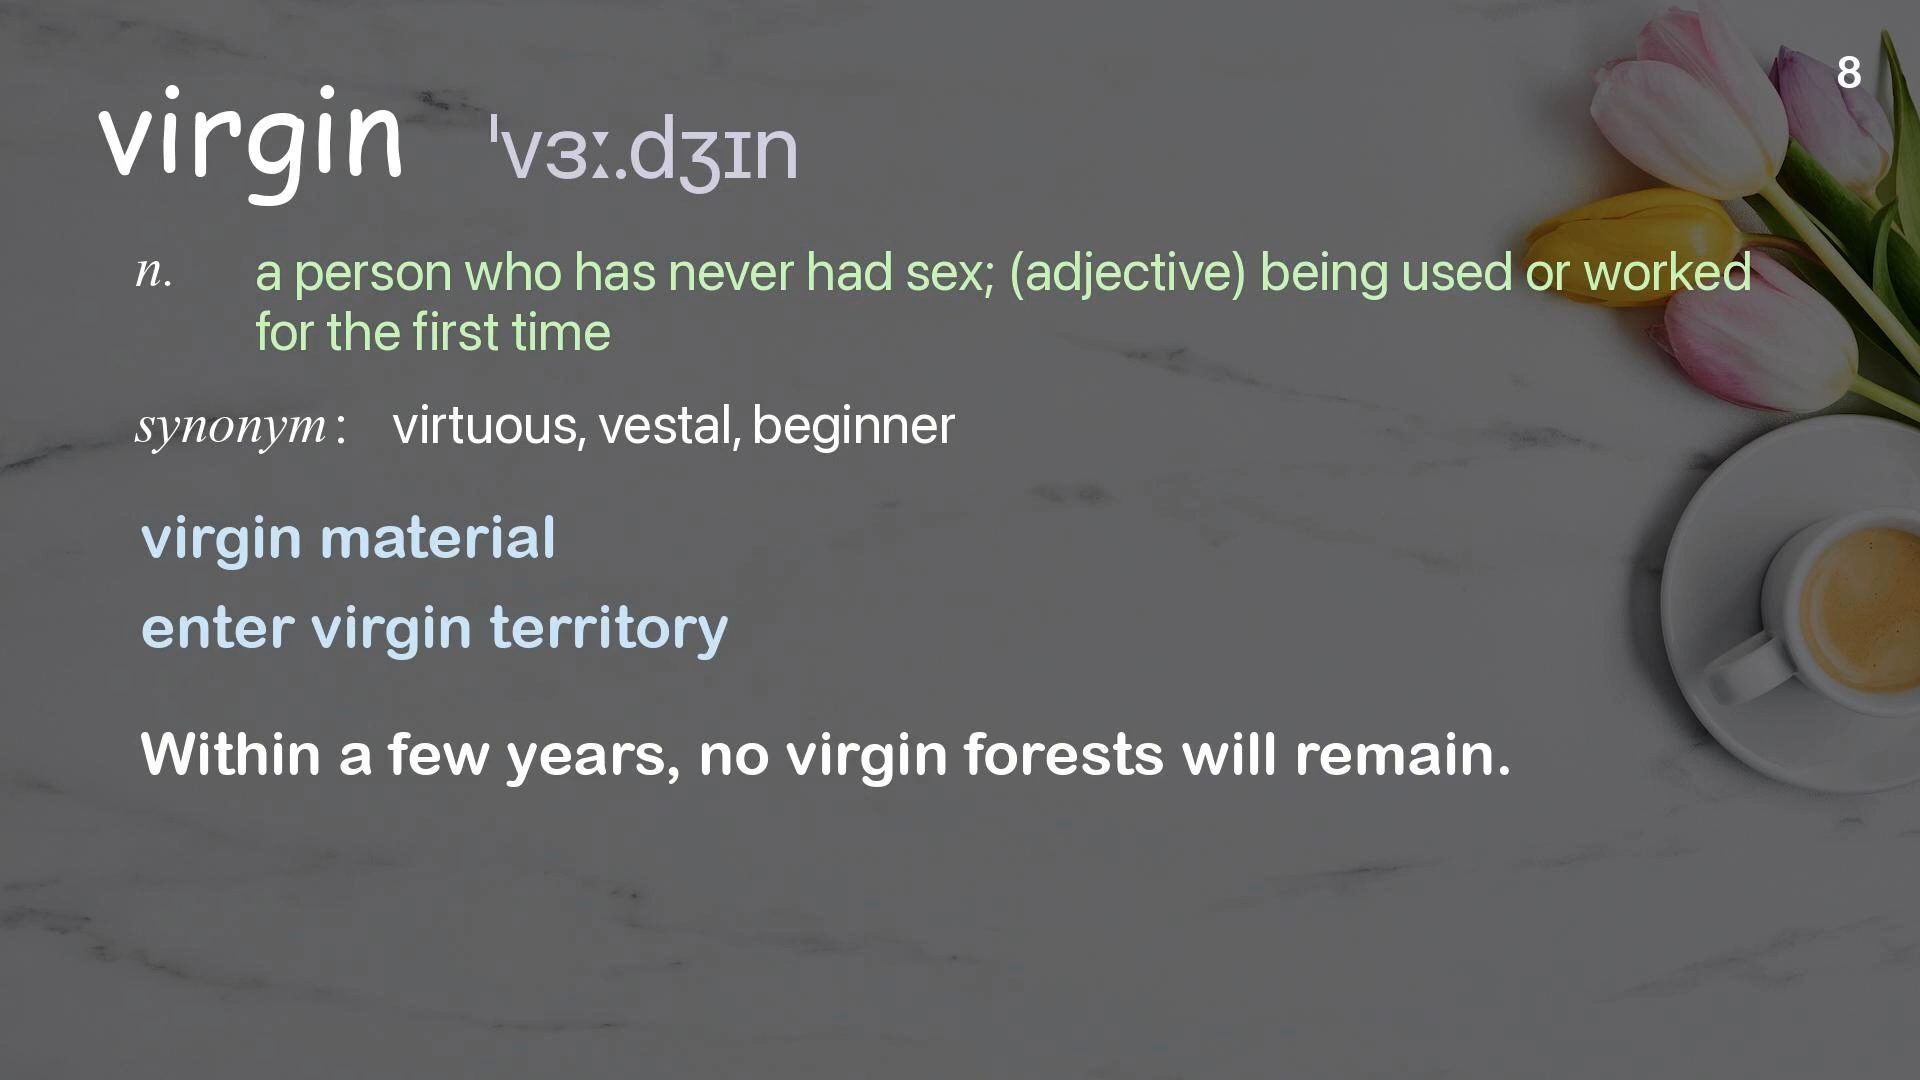 8
virgin ˈvɜː.dʒɪn
n. a person who has never had sex; (adjective) being used or worked
for the first time
synonym: virtuous, vestal, beginner
virgin material
enter virgin territory
Within a few years, no virgin forests will remain.